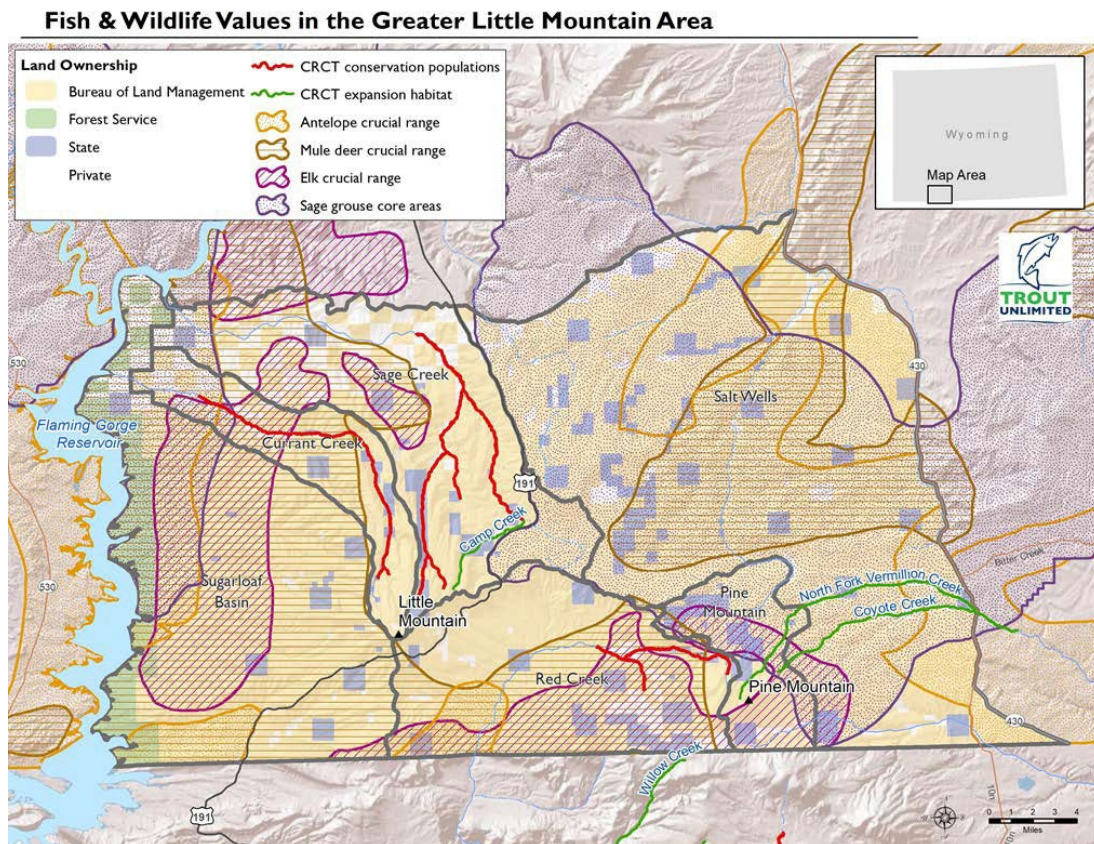 Fish & Wildlife Values in the Greater Little Mountain Area
Land Ownership
Bureau of Land Management
Forest Service
State
Private
CRCT conservation populations
CRCT expansion habitat
Antelope crucial range
Mule deer crucial range
Elk crucial range
Sage grouse core areas
Wyoming
Map Area
TROUT
UNLIMITED
530
430
Sage Creek
Salt Wells
Flaming Gorge
Reservoir
Currant Creek
191
Camp Creek
Bitter Creek
530
Sugarloaf
Basin
Little
Mountain
Pine
Mountain
North Fork Vermillion Creek
Coyote Creek
Red Creek
Pine Mountain
430
Willow Creek
191
0 1 2 3 4
Miles